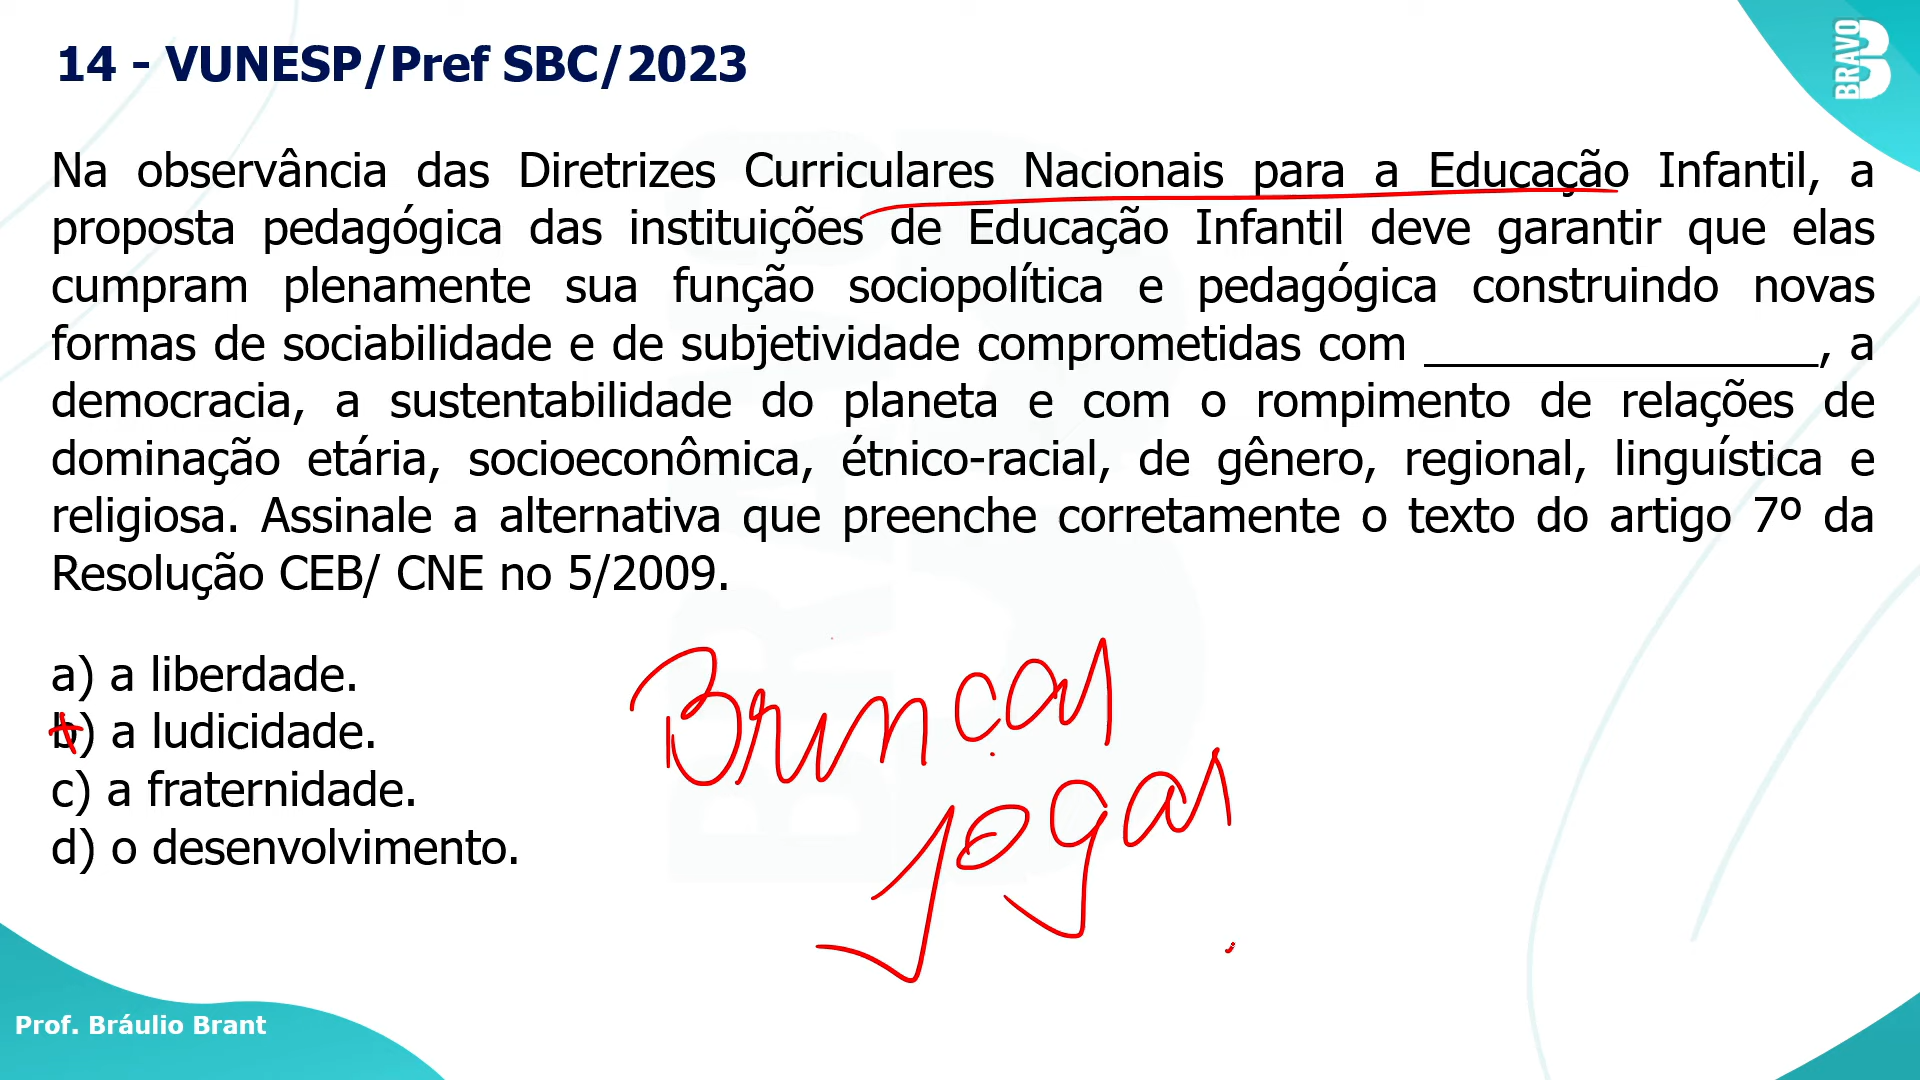 14 - VUNESP/Pref SBC/2023
BRAVO
Na observância das Diretrizes Curriculares Nacionais para a Educação Infantil, a
proposta pedagógica das instituições de Educação Infantil deve garantir que elas
cumpram plenamente sua função sociopolítica e pedagógica construindo novas
formas de sociabilidade e de subjetividade comprometidas com _________________, a
democracia, a sustentabilidade do planeta e com o rompimento de relações de
dominação etária, socioeconômica, étnico-racial, de gênero, regional, linguística e
religiosa. Assinale a alternativa que preenche corretamente o texto do artigo 7º da
Resolução CEB/ CNE no 5/2009.
a) a liberdade.
b) a ludicidade.
c) a fraternidade.
d) o desenvolvimento.
Brincar
Jogar
Prof. Bráulio Brant